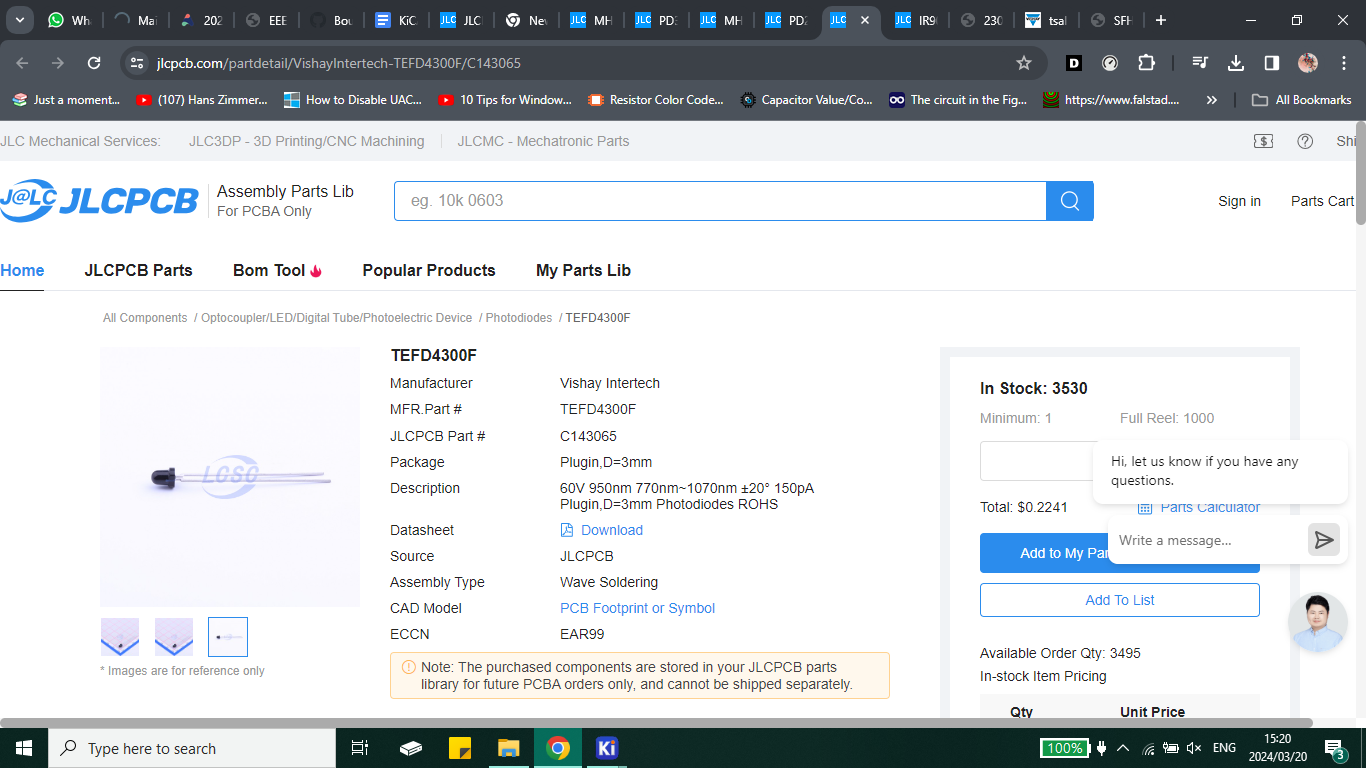 Wh
Mai
202
EEE
Bou
KiC
JLC JLC
Nev
JLC MH
JLC PD3
JLC MH
JLC PD2
JLC
JLC IR9
230
tsal
SFH
jlcpcb.com/partdetail/VishayIntertech-TEFD4300F/C143065
Just a moment...
(107) Hans Zimmer...
How to Disable UAC...
10 Tips for Window...
Resistor Color Code...
Capacitor Value/Co...
The circuit in the Fig...
https://www.falstad....
All Bookmarks
JLC Mechanical Services:
JLC3DP - 3D Printing/CNC Machining
JLCMC - Mechatronic Parts
Shi
J@LC JLCPCB
Assembly Parts Lib
For PCBA Only
eg. 10k 0603
Sign in
Parts Cart
Home
JLCPCB Parts
Bom Tool
Popular Products
My Parts Lib
All Components / Optocoupler/LED/Digital Tube/Photoelectric Device / Photodiodes / TEFD4300F
LCSC
* Images are for reference only
TEFD4300F
Manufacturer Vishay Intertech
MFR.Part # TEFD4300F
JLCPCB Part # C143065
Package Plugin,D=3mm
Description 60V 950nm 770nm~1070nm ±20° 150pA
Plugin,D=3mm Photodiodes ROHS
Datasheet Download
Source JLCPCB
Assembly Type Wave Soldering
CAD Model PCB Footprint or Symbol
ECCN EAR99
Note: The purchased components are stored in your JLCPCB parts
library for future PCBA orders only, and cannot be shipped separately.
In Stock: 3530
Minimum: 1 Full Reel: 1000
Hi, let us know if you have any
questions.
Total: $0.2241 Parts Calculator
Write a message...
Add to My Par
Add To List
Available Order Qty: 3495
In-stock Item Pricing
Qty Unit Price
Type here to search
Ki
100%
ENG
15:20
2024/03/20
3